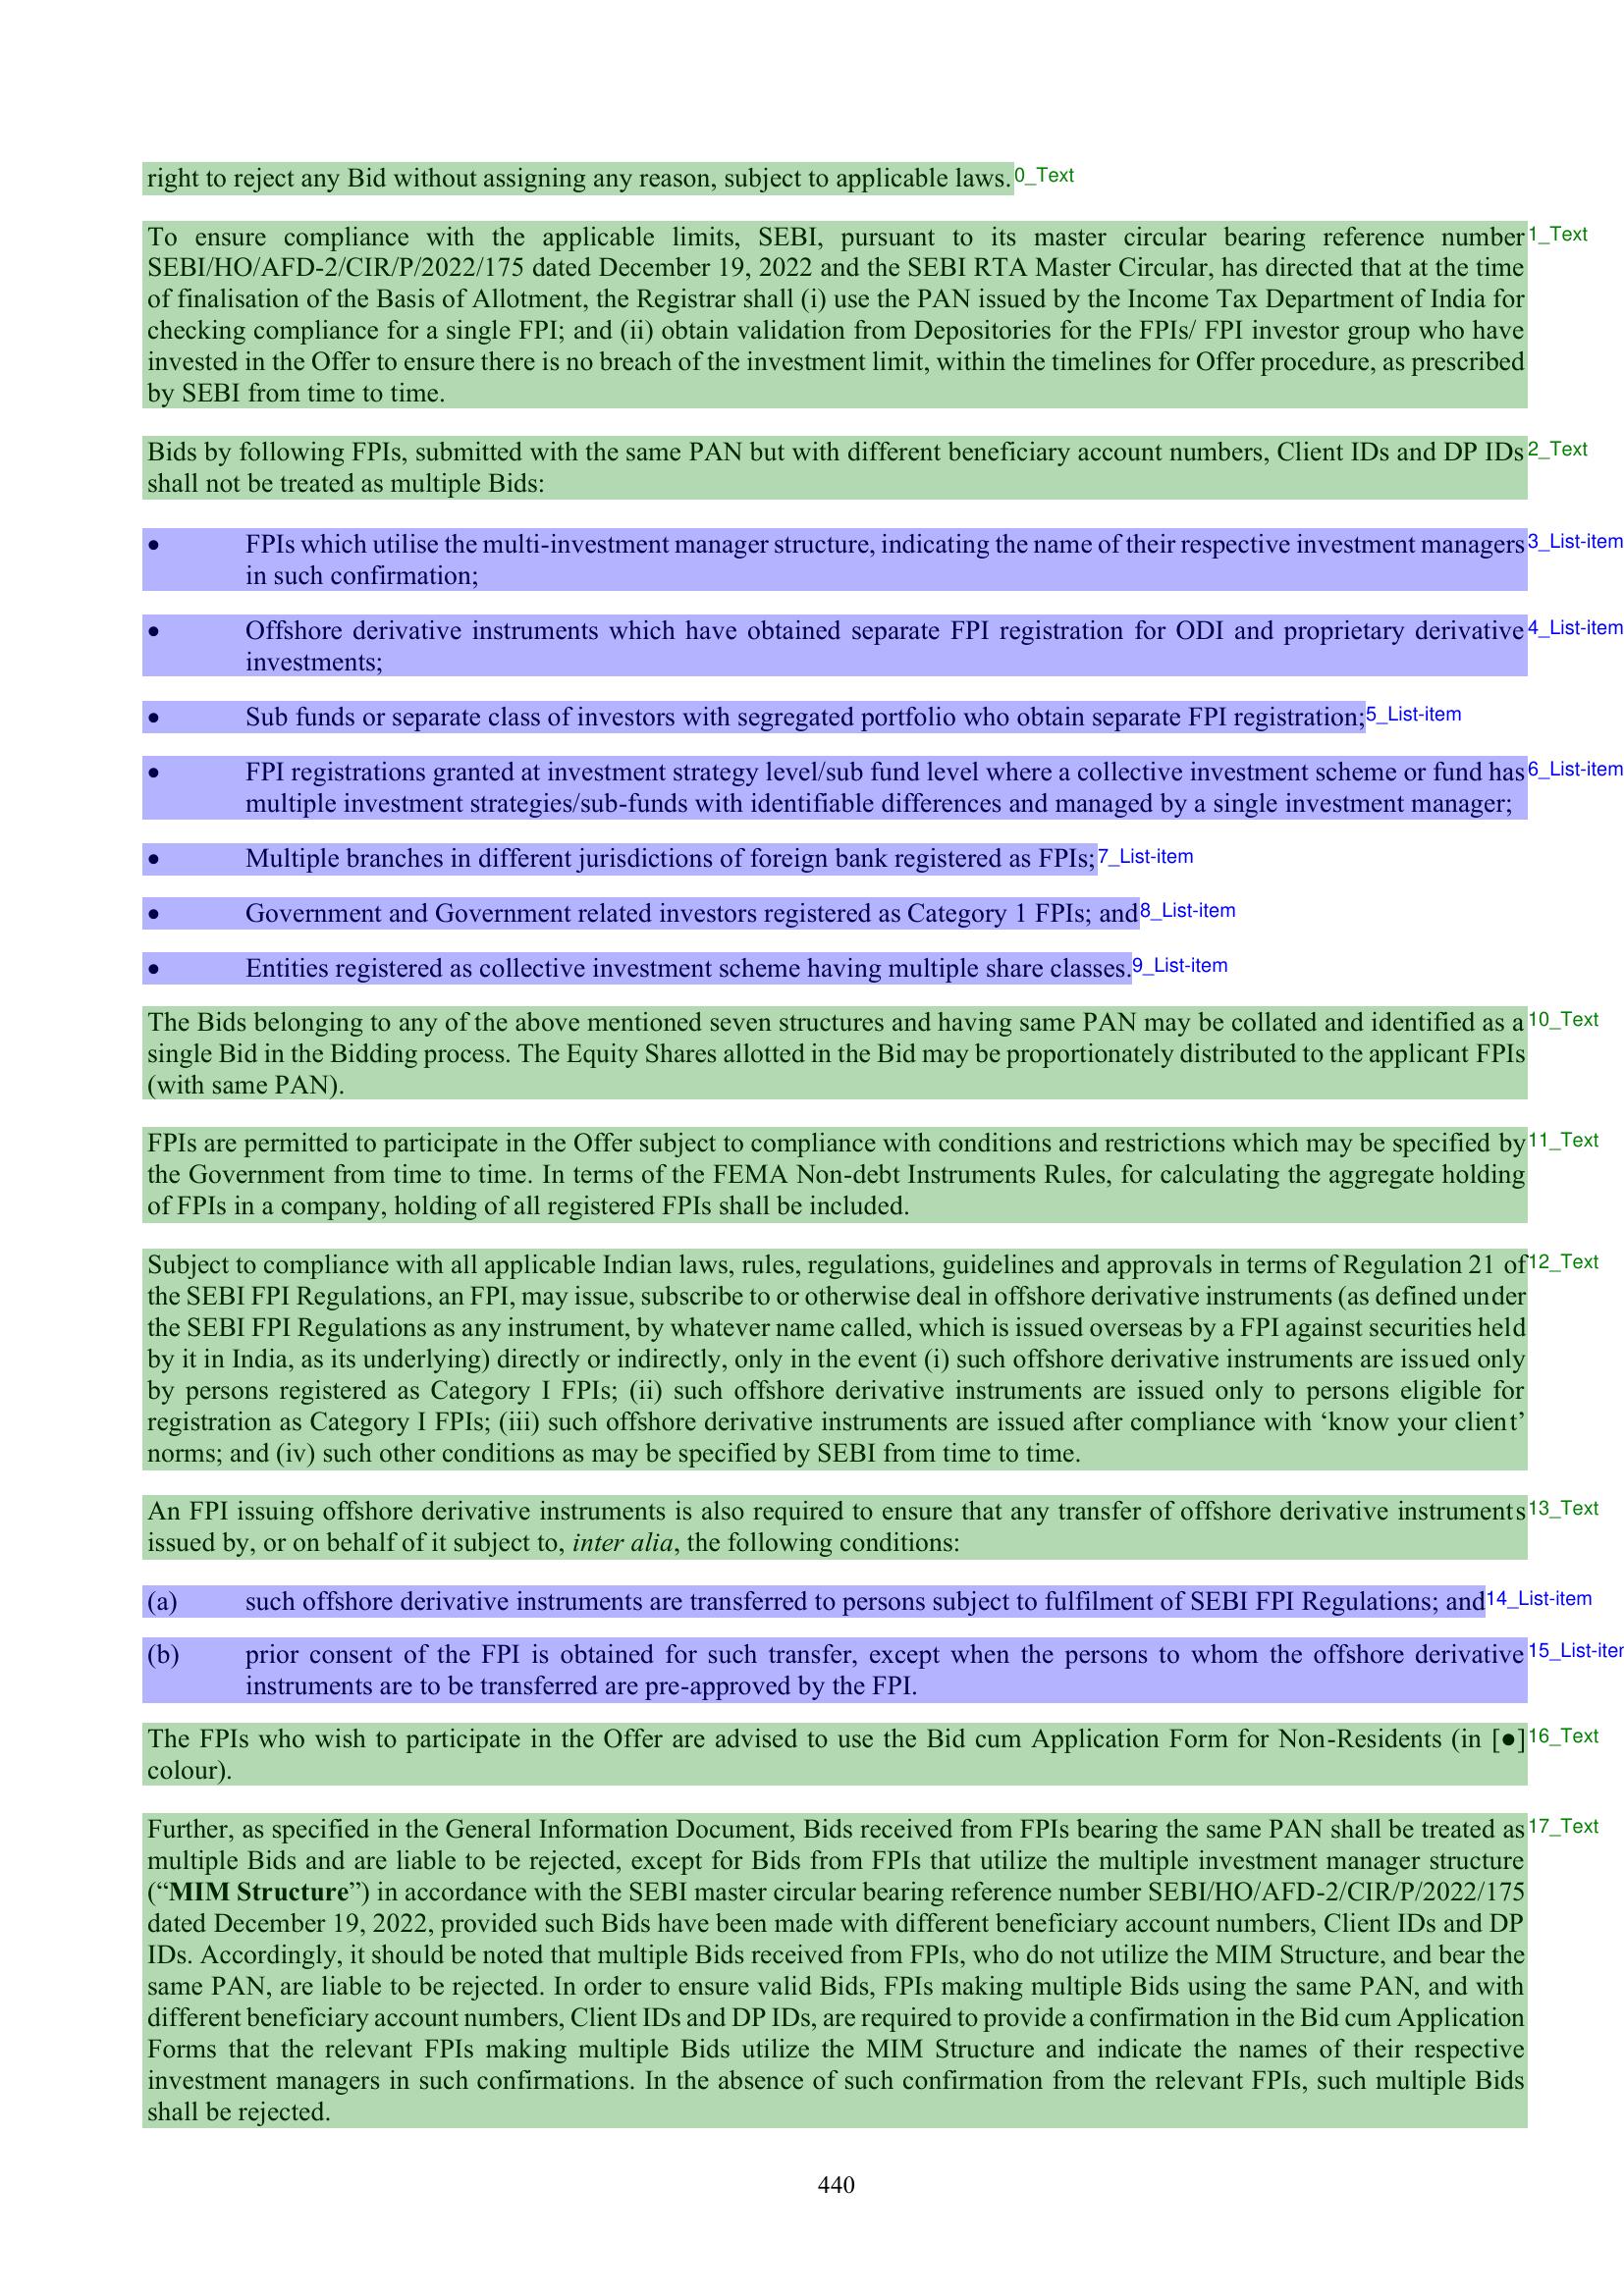 right to reject any Bid without assigning any reason, subject to applicable laws. 0_Text
To ensure compliance with the applicable limits, SEBI, pursuant to its master circular bearing reference number 1_Text
SEBI/HO/AFD-2/CIR/P/2022/175 dated December 19, 2022 and the SEBI RTA Master Circular, has directed that at the time
of finalisation of the Basis of Allotment, the Registrar shall (i) use the PAN issued by the Income Tax Department of India for
checking compliance for a single FPI; and (ii) obtain validation from Depositories for the FPIs/ FPI investor group who have
invested in the Offer to ensure there is no breach of the investment limit, within the timelines for Offer procedure, as prescribed
by SEBI from time to time.
Bids by following FPIs, submitted with the same PAN but with different beneficiary account numbers, Client IDs and DP IDs 2_Text
shall not be treated as multiple Bids:
● FPIs which utilise the multi-investment manager structure, indicating the name of their respective investment managers 3_List-item
in such confirmation;
● Offshore derivative instruments which have obtained separate FPI registration for ODI and proprietary derivative 4_List-item
investments;
● Sub funds or separate class of investors with segregated portfolio who obtain separate FPI registration; 5_List-item
● FPI registrations granted at investment strategy level/sub fund level where a collective investment scheme or fund has 6_List-item
multiple investment strategies/sub-funds with identifiable differences and managed by a single investment manager;
● Multiple branches in different jurisdictions of foreign bank registered as FPIs; 7_List-item
● Government and Government related investors registered as Category 1 FPIs; and 8_List-item
● Entities registered as collective investment scheme having multiple share classes. 9_List-item
The Bids belonging to any of the above mentioned seven structures and having same PAN may be collated and identified as a 10_Text
single Bid in the Bidding process. The Equity Shares allotted in the Bid may be proportionately distributed to the applicant FPIs
(with same PAN).
FPIs are permitted to participate in the Offer subject to compliance with conditions and restrictions which may be specified by 11_Text
the Government from time to time. In terms of the FEMA Non-debt Instruments Rules, for calculating the aggregate holding
of FPIs in a company, holding of all registered FPIs shall be included.
Subject to compliance with all applicable Indian laws, rules, regulations, guidelines and approvals in terms of Regulation 21 of 12_Text
the SEBI FPI Regulations, an FPI, may issue, subscribe to or otherwise deal in offshore derivative instruments (as defined under
the SEBI FPI Regulations as any instrument, by whatever name called, which is issued overseas by a FPI against securities held
by it in India, as its underlying) directly or indirectly, only in the event (i) such offshore derivative instruments are issued only
by persons registered as Category I FPIs; (ii) such offshore derivative instruments are issued only to persons eligible for
registration as Category I FPIs; (iii) such offshore derivative instruments are issued after compliance with ‘know your client’
norms; and (iv) such other conditions as may be specified by SEBI from time to time.
An FPI issuing offshore derivative instruments is also required to ensure that any transfer of offshore derivative instruments 13_Text
issued by, or on behalf of it subject to, inter alia, the following conditions:
(a) such offshore derivative instruments are transferred to persons subject to fulfilment of SEBI FPI Regulations; and 14_List-item
(b) prior consent of the FPI is obtained for such transfer, except when the persons to whom the offshore derivative 15_List-iter
instruments are to be transferred are pre-approved by the FPI.
The FPIs who wish to participate in the Offer are advised to use the Bid cum Application Form for Non-Residents (in [●] 16_Text
colour).
Further, as specified in the General Information Document, Bids received from FPIs bearing the same PAN shall be treated as 17_Text
multiple Bids and are liable to be rejected, except for Bids from FPIs that utilize the multiple investment manager structure
(“MIM Structure”) in accordance with the SEBI master circular bearing reference number SEBI/HO/AFD-2/CIR/P/2022/175
dated December 19, 2022, provided such Bids have been made with different beneficiary account numbers, Client IDs and DP
IDs. Accordingly, it should be noted that multiple Bids received from FPIs, who do not utilize the MIM Structure, and bear the
same PAN, are liable to be rejected. In order to ensure valid Bids, FPIs making multiple Bids using the same PAN, and with
different beneficiary account numbers, Client IDs and DP IDs, are required to provide a confirmation in the Bid cum Application
Forms that the relevant FPIs making multiple Bids utilize the MIM Structure and indicate the names of their respective
investment managers in such confirmations. In the absence of such confirmation from the relevant FPIs, such multiple Bids
shall be rejected.
440